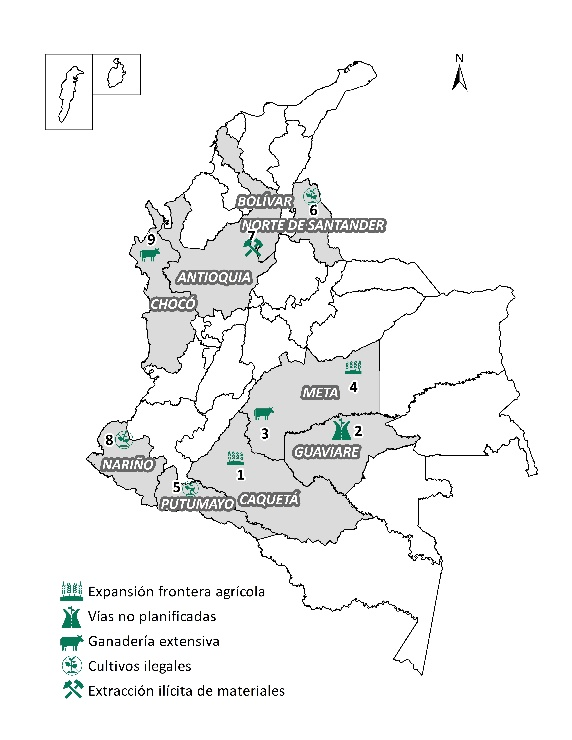 N
BOLÍVAR
6
NORTE DE SANTANDER
7
9
ANTIOQUIA
CHOCÓ
META
4
3
2
GUAVIARE
8
NARIÑO
1
5
PUTUMAYO
CAQUETÁ
Expansión frontera agrícola
Vías no planificadas
Ganadería extensiva
Cultivos ilegales
Extracción ilícita de materiales